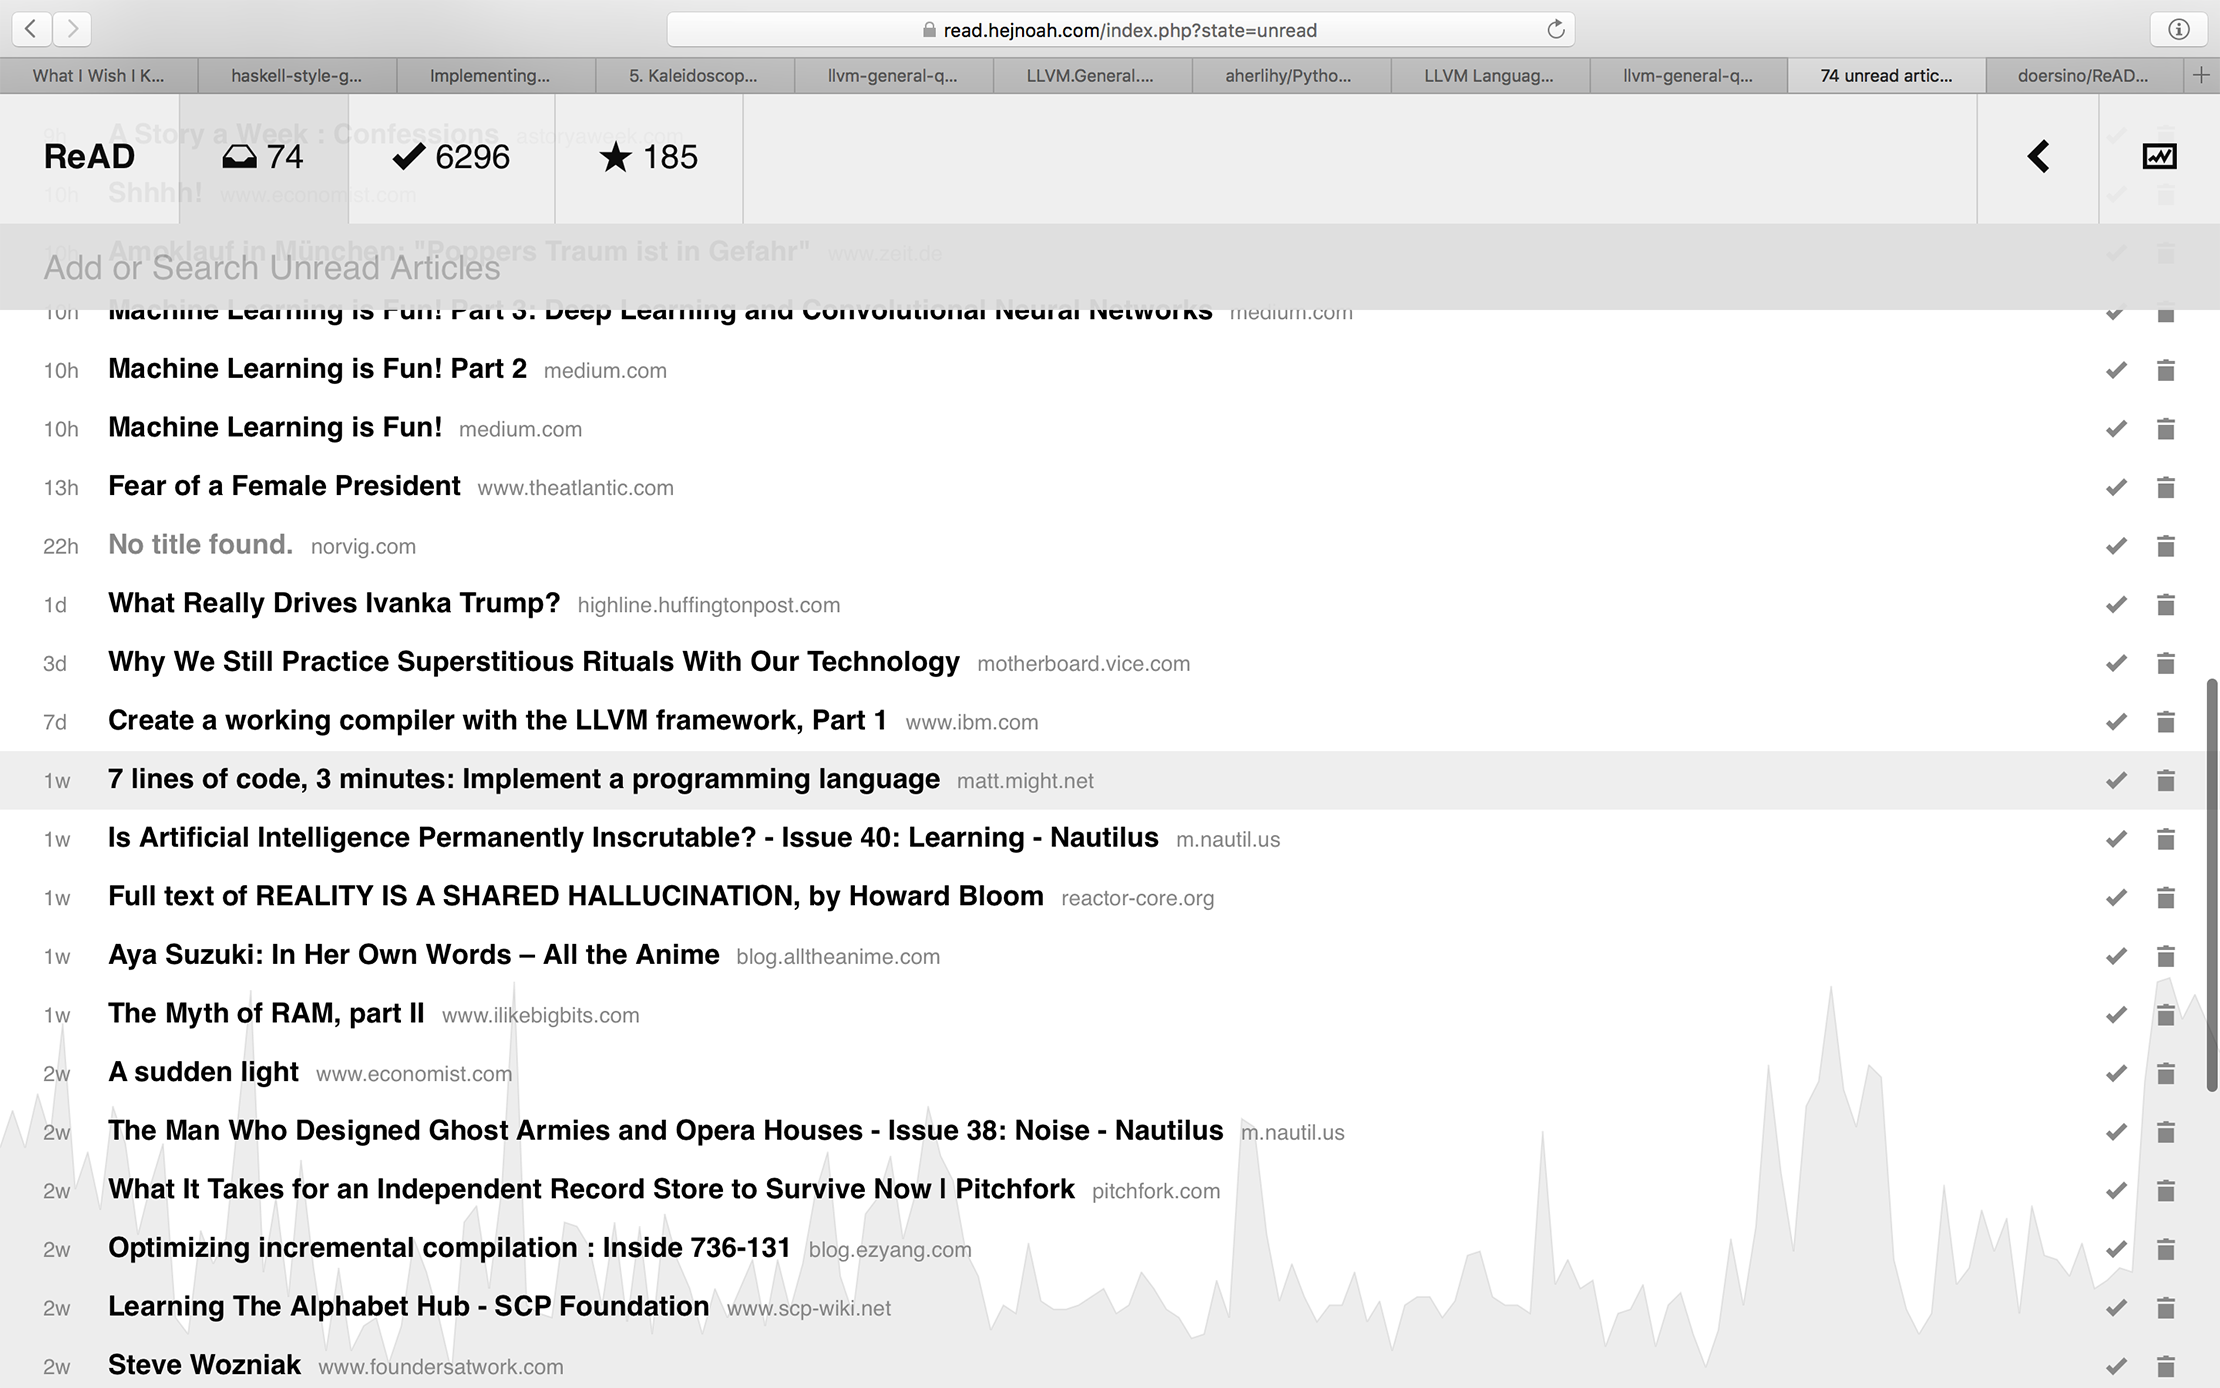 read.hejnoah.com/index.php?state=unread
What I Wish I K... haskell-style-g... Implementing... 5. Kaleidoscop... llvm-general-q... LLVM.General.... aherlihy/Pytho... LLVM Languag... llvm-general-q... 74 unread artic... doersino/ReAD...
9h A Story a Week : Confessions astoryaweek.com
ReAD 74 6296 185
10h Shhhh! www.economist.com
10h Amoklauf in München: "Poppers Traum ist in Gefahr" www.zeit.de
Add or Search Unread Articles
10h Machine Learning is Fun! Part 3: Deep Learning and Convolutional Neural Networks medium.com
10h Machine Learning is Fun! Part 2 medium.com
10h Machine Learning is Fun! medium.com
13h Fear of a Female President www.theatlantic.com
22h No title found. norvig.com
1d What Really Drives Ivanka Trump? highline.huffingtonpost.com
3d Why We Still Practice Superstitious Rituals With Our Technology motherboard.vice.com
7d Create a working compiler with the LLVM framework, Part 1 www.ibm.com
1w 7 lines of code, 3 minutes: Implement a programming language matt.might.net
1w Is Artificial Intelligence Permanently Inscrutable? - Issue 40: Learning - Nautilus m.nautil.us
1w Full text of REALITY IS A SHARED HALLUCINATION, by Howard Bloom reactor-core.org
1w Aya Suzuki: In Her Own Words – All the Anime blog.alltheanime.com
1w The Myth of RAM, part II www.ilikebigbits.com
2w A sudden light www.economist.com
2w The Man Who Designed Ghost Armies and Opera Houses - Issue 38: Noise - Nautilus m.nautil.us
2w What It Takes for an Independent Record Store to Survive Now | Pitchfork pitchfork.com
2w Optimizing incremental compilation : Inside 736-131 blog.ezyang.com
2w Learning The Alphabet Hub - SCP Foundation www.scp-wiki.net
2w Steve Wozniak www.foundersatwork.com